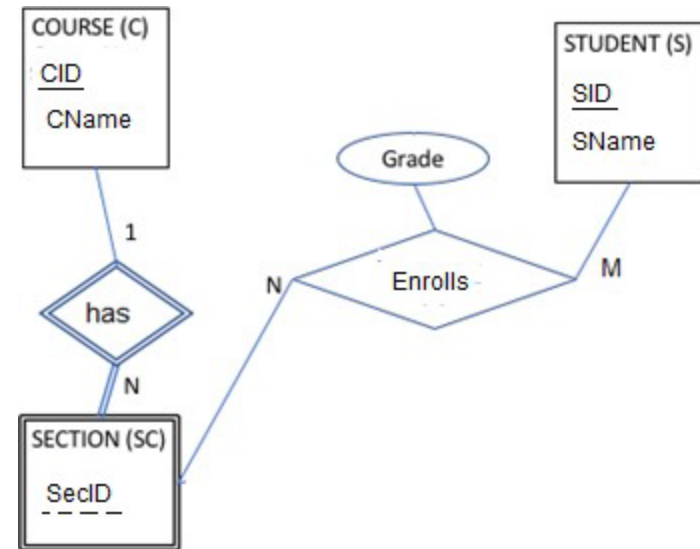 COURSE (C)
CID
CName
STUDENT (S)
SID
SName
Grade
1
has
N
Enrolls
M
N
SECTION (SC)
SecID